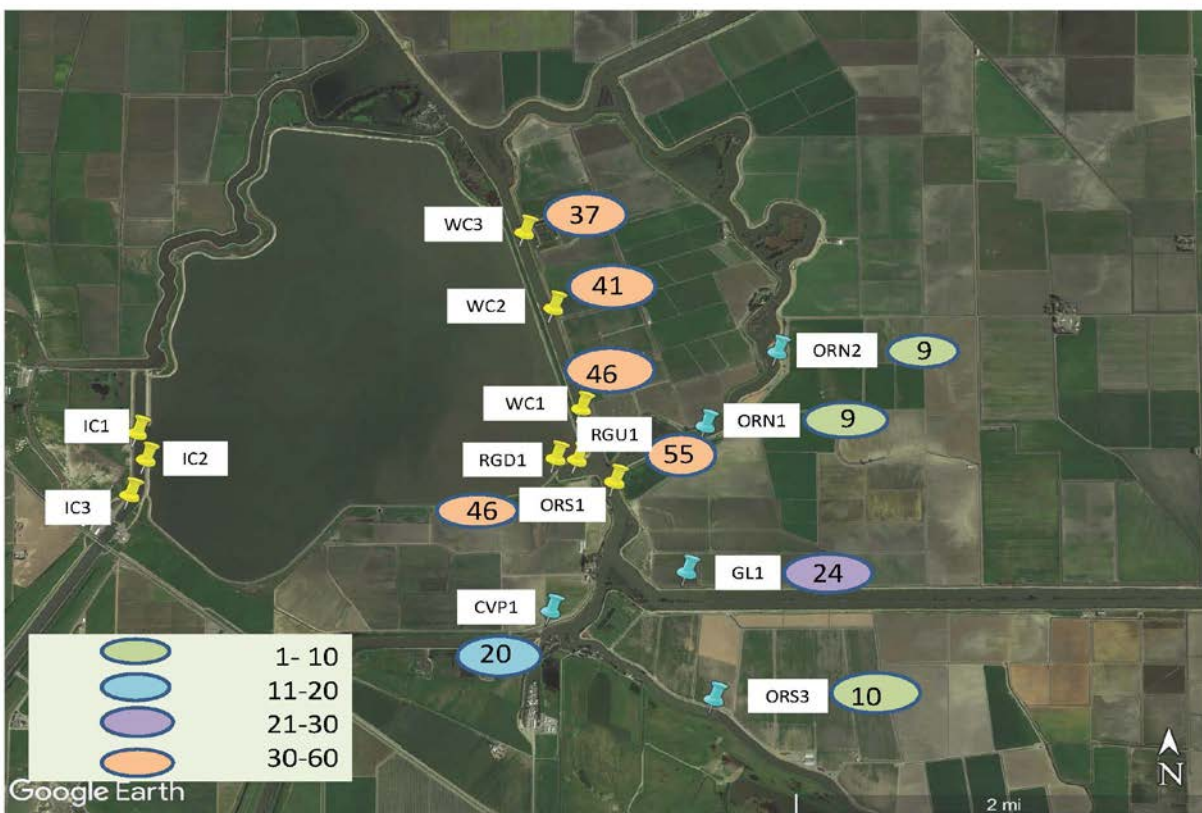 WC3
37
41
WC2
46
ORN2
9
WC1
ORN1
9
IC1
RGU1
IC2
RGD1
55
IC3
ORS1
46
GL1
24
CVP1
20
1- 10
11-20
21-30
30-60
ORS3
10
N
Google Earth
2 mi